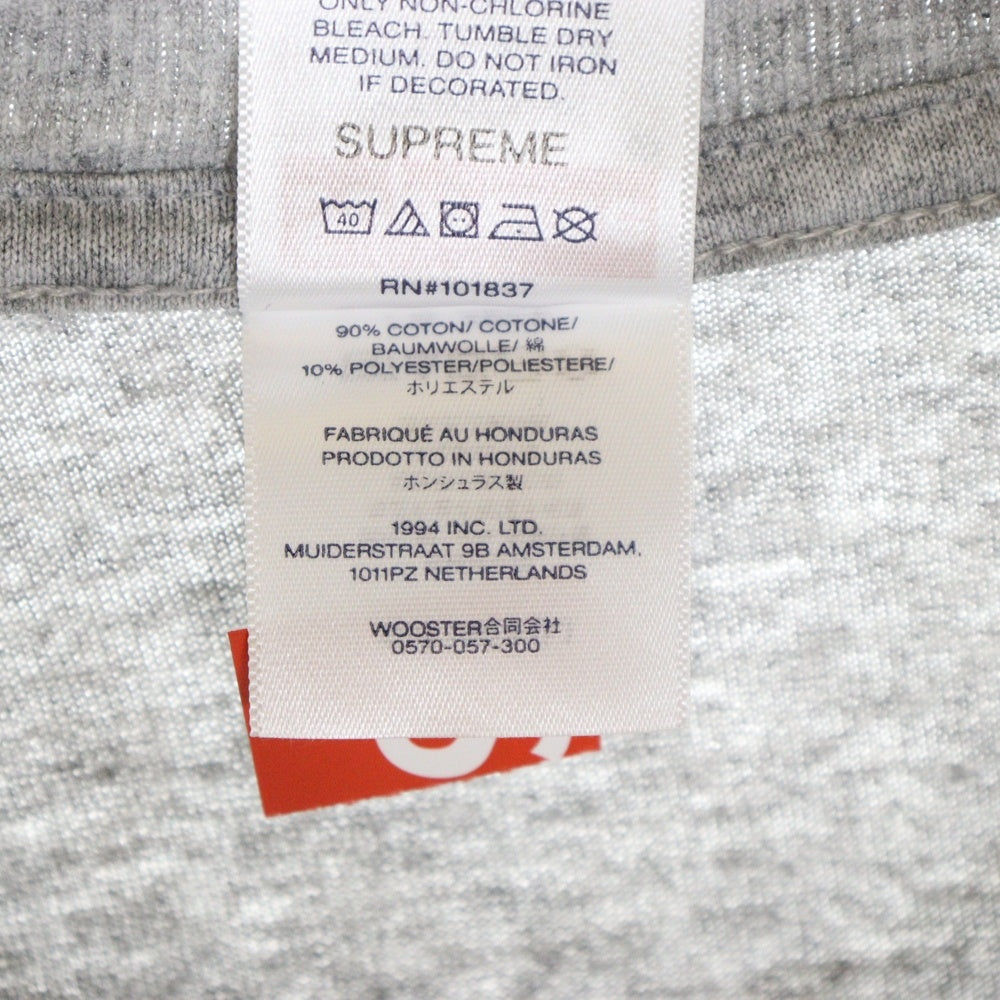 ONLY NON-CHLORINE
BLEACH. TUMBLE DRY
MEDIUM. DO NOT IRON
IF DECORATED.
SUPREME
40
RN#101837
90% COTON/ COTONE/
BAUMWOLLE/ 綿
10% POLYESTER/POLIESTERE/
ホリエステル
FABRIQUÉ AU HONDURAS
PRODOTTO IN HONDURAS
ホンシュラス製
1994 INC. LTD.
MUIDERSTRAAT 9B AMSTERDAM,
1011PZ NETHERLANDS
WOOSTER合同会社
0570-057-300